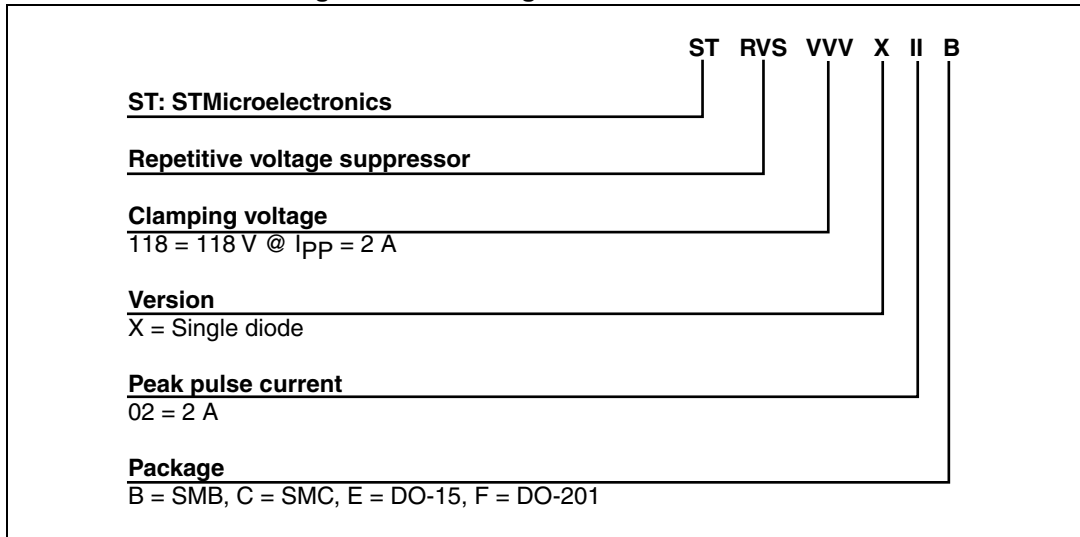 ST RVS VVV X II B
ST: STMicroelectronics
Repetitive voltage suppressor
Clamping voltage
118 = 118 V @ IPP = 2 A
Version
X = Single diode
Peak pulse current
02 = 2 A
Package
B = SMB, C = SMC, E = DO-15, F = DO-201